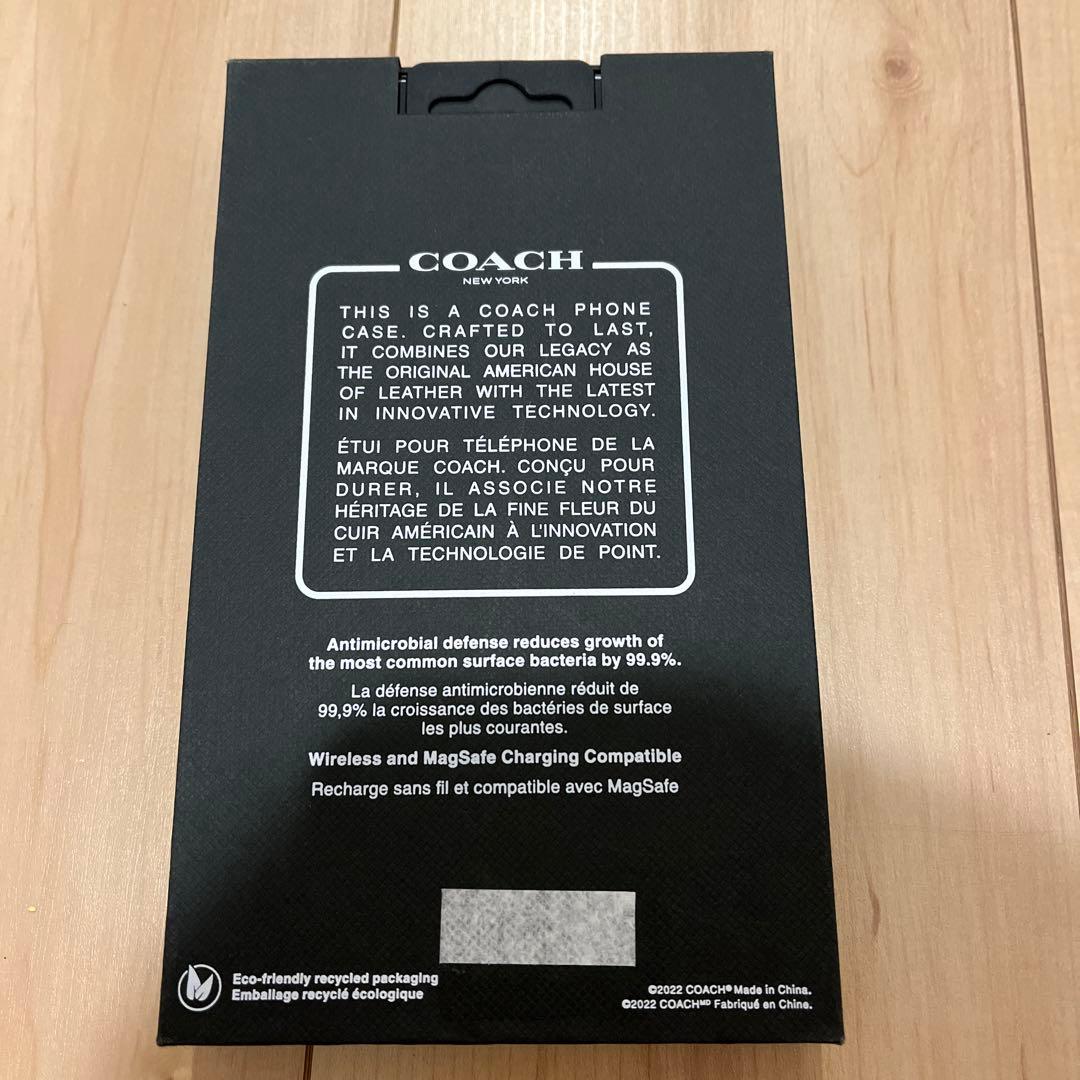 COACH
NEW YORK
THIS IS A COACH PHONE
CASE. CRAFTED TO LAST,
IT COMBINES OUR LEGACY AS
THE ORIGINAL AMERICAN HOUSE
OF LEATHER WITH THE LATEST
IN INNOVATIVE TECHNOLOGY.
ÉTUI POUR TÉLÉPHONE DE LA
MARQUE COACH. CONÇU POUR
DURER, IL ASSOCIE NOTRE
HÉRITAGE DE LA FINE FLEUR DU
CUIR AMÉRICAIN À L'INNOVATION
ET LA TECHNOLOGIE DE POINT.
Antimicrobial defense reduces growth of
the most common surface bacteria by 99.9%.
La défense antimicrobienne réduit de
99,9% la croissance des bactéries de surface
les plus courantes.
Wireless and MagSafe Charging Compatible
Recharge sans fil et compatible avec MagSafe
Eco-friendly recycled packaging
Emballage recyclé écologique
©2022 COACH® Made in China.
©2022 COACHᴹᴰ Fabriqué en Chine.